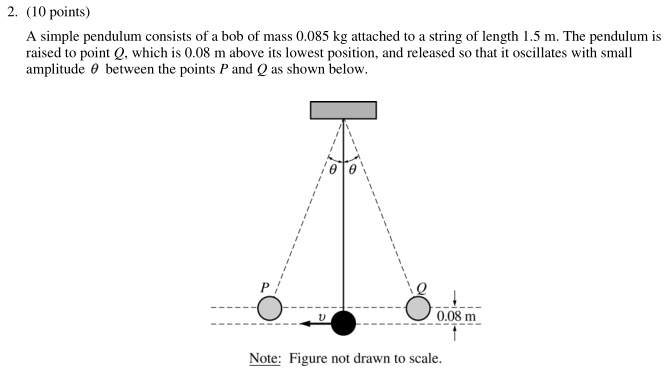 2. (10 points)
A simple pendulum consists of a bob of mass 0.085 kg attached to a string of length 1.5 m. The pendulum is
raised to point Q, which is 0.08 m above its lowest position, and released so that it oscillates with small
amplitude θ between the points P and Q as shown below.
θ θ
P Q
υ 0.08 m
Note: Figure not drawn to scale.